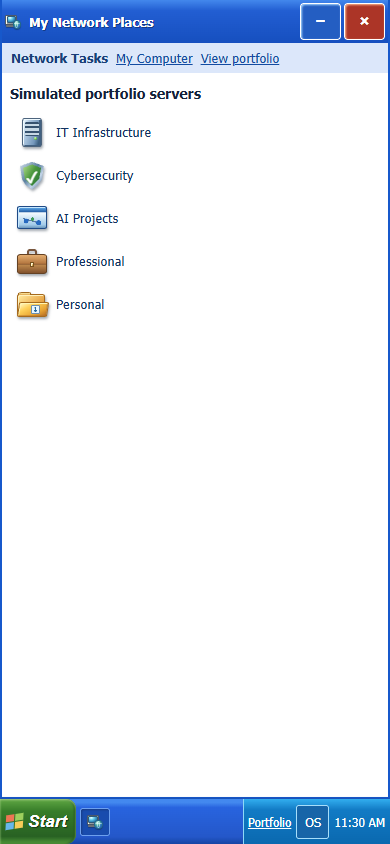 My Network Places
Network Tasks My Computer View portfolio
Simulated portfolio servers
IT Infrastructure
Cybersecurity
AI Projects
Professional
Personal
Start Portfolio OS 11:30 AM